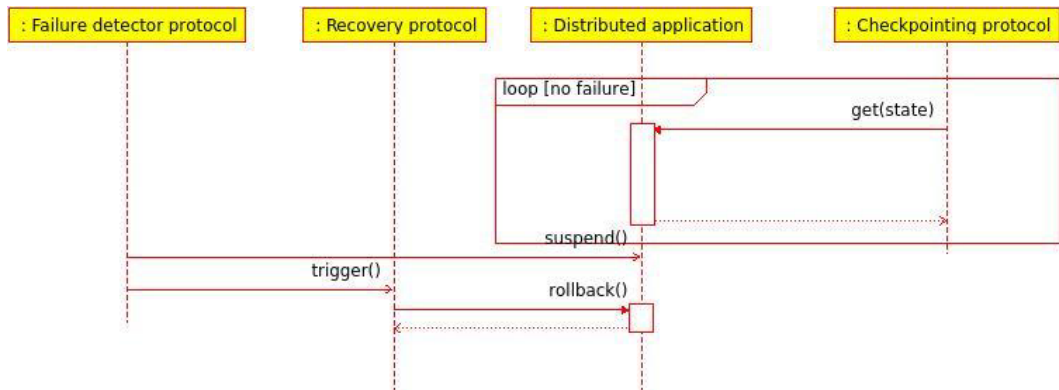 : Failure detector protocol
: Recovery protocol
: Distributed application
: Checkpointing protocol
loop [no failure]
get(state)
suspend()
trigger()
rollback()